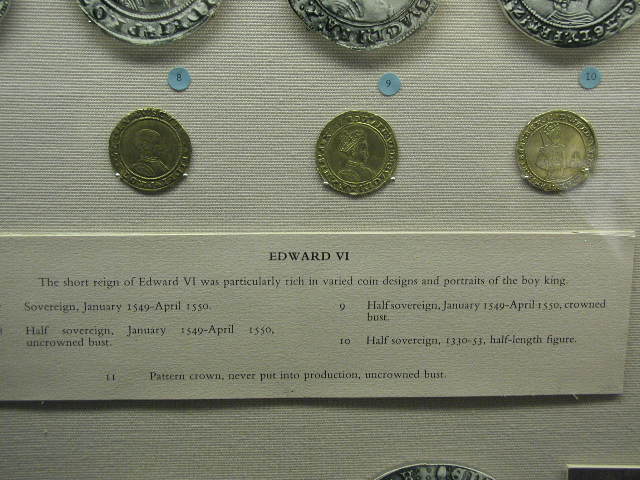 8
9
10
EDWARD VI
The short reign of Edward VI was particularly rich in varied coin designs and portraits of the boy king.
Sovereign, January 1549-April 1550.
Half sovereign, January 1549-April 1550,
uncrowned bust.
9 Half sovereign, January 1549-April 1550, crowned
bust.
10 Half sovereign, 1330-53, half-length figure.
11 Pattern crown, never put into production, uncrowned bust.